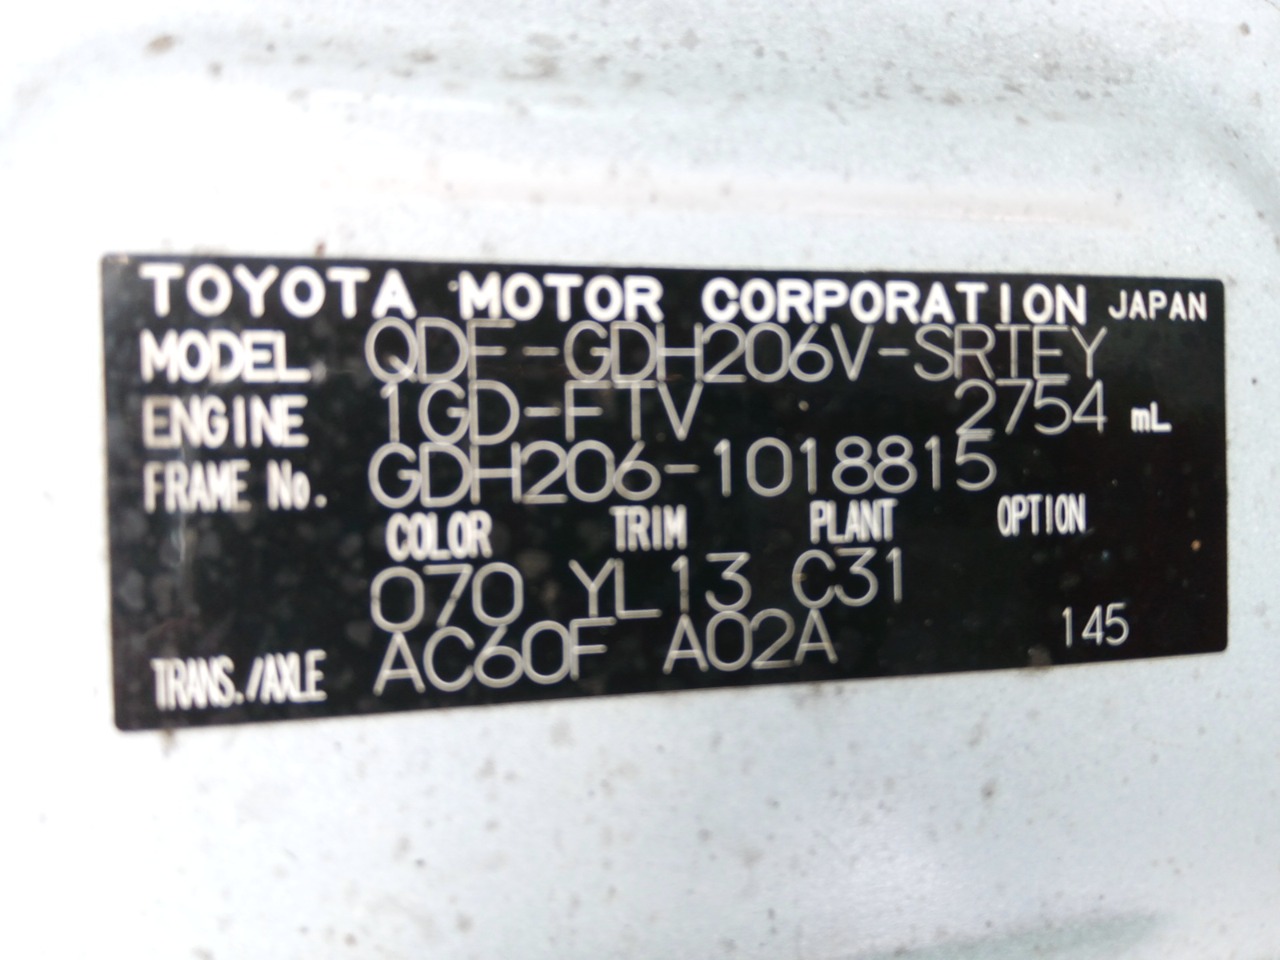 TOYOTA MOTOR CORPORATION JAPAN
MODEL QDF-GDH206V-SRTEY
ENGINE 1GD-FTV 2754 mL
FRAME No. GDH206-1018815
COLOR TRIM PLANT OPTION
070 YL13 C31
TRANS./AXLE AC60F A02A 145